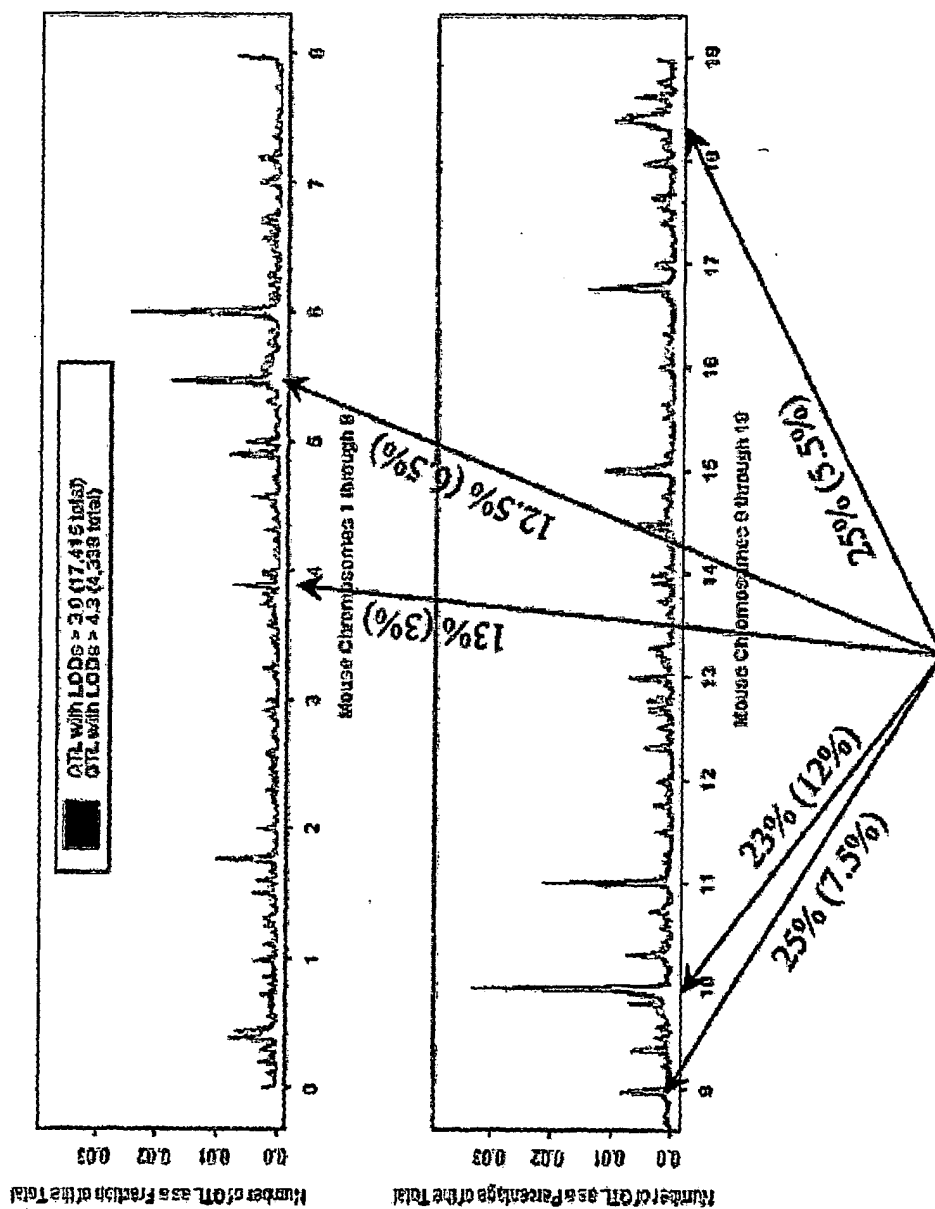 QTL with LODs > 3.0 (17,415 total)
QTL with LODs > 4.3 (4,339 total)
Number of QTL as a Fraction of the Total
0.03
0.02
0.01
0.0
0 1 2 3 4 5 6 7 8
Mouse Chromosomes 1 through 8
13% (3%)
12.5% (6.5%)
Number of QTL as a Percentage of the Total
0.03
0.02
0.01
0.0
9 10 11 12 13 14 15 16 17 18 19
Mouse Chromosomes 9 through 19
25% (7.5%)
23% (12%)
25% (5.5%)